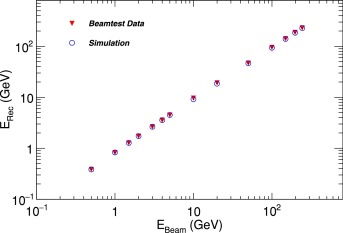 Beamtest Data
Simulation
E_Rec (GeV)
10²
10
1
10⁻¹
10⁻¹
1
10
10²
E_Beam (GeV)